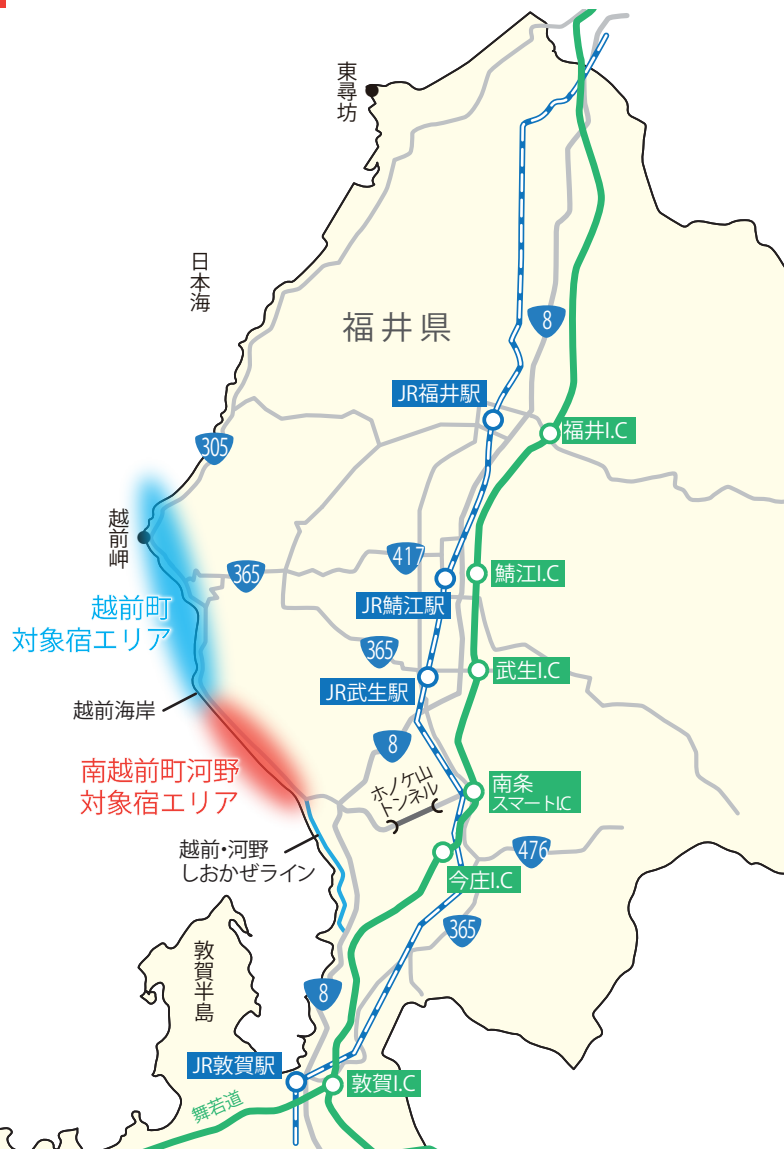 東尋坊
日本海
福井県
8
JR福井駅
福井I.C
305
越前岬
417
365
鯖江I.C
JR鯖江駅
越前町
対象宿エリア
365
武生I.C
JR武生駅
越前海岸
8
南越前町河野
対象宿エリア
ホノケ山
トンネル
南条
スマートI.C
越前・河野
しおかぜライン
476
今庄I.C
365
敦賀半島
8
JR敦賀駅
敦賀I.C
舞若道